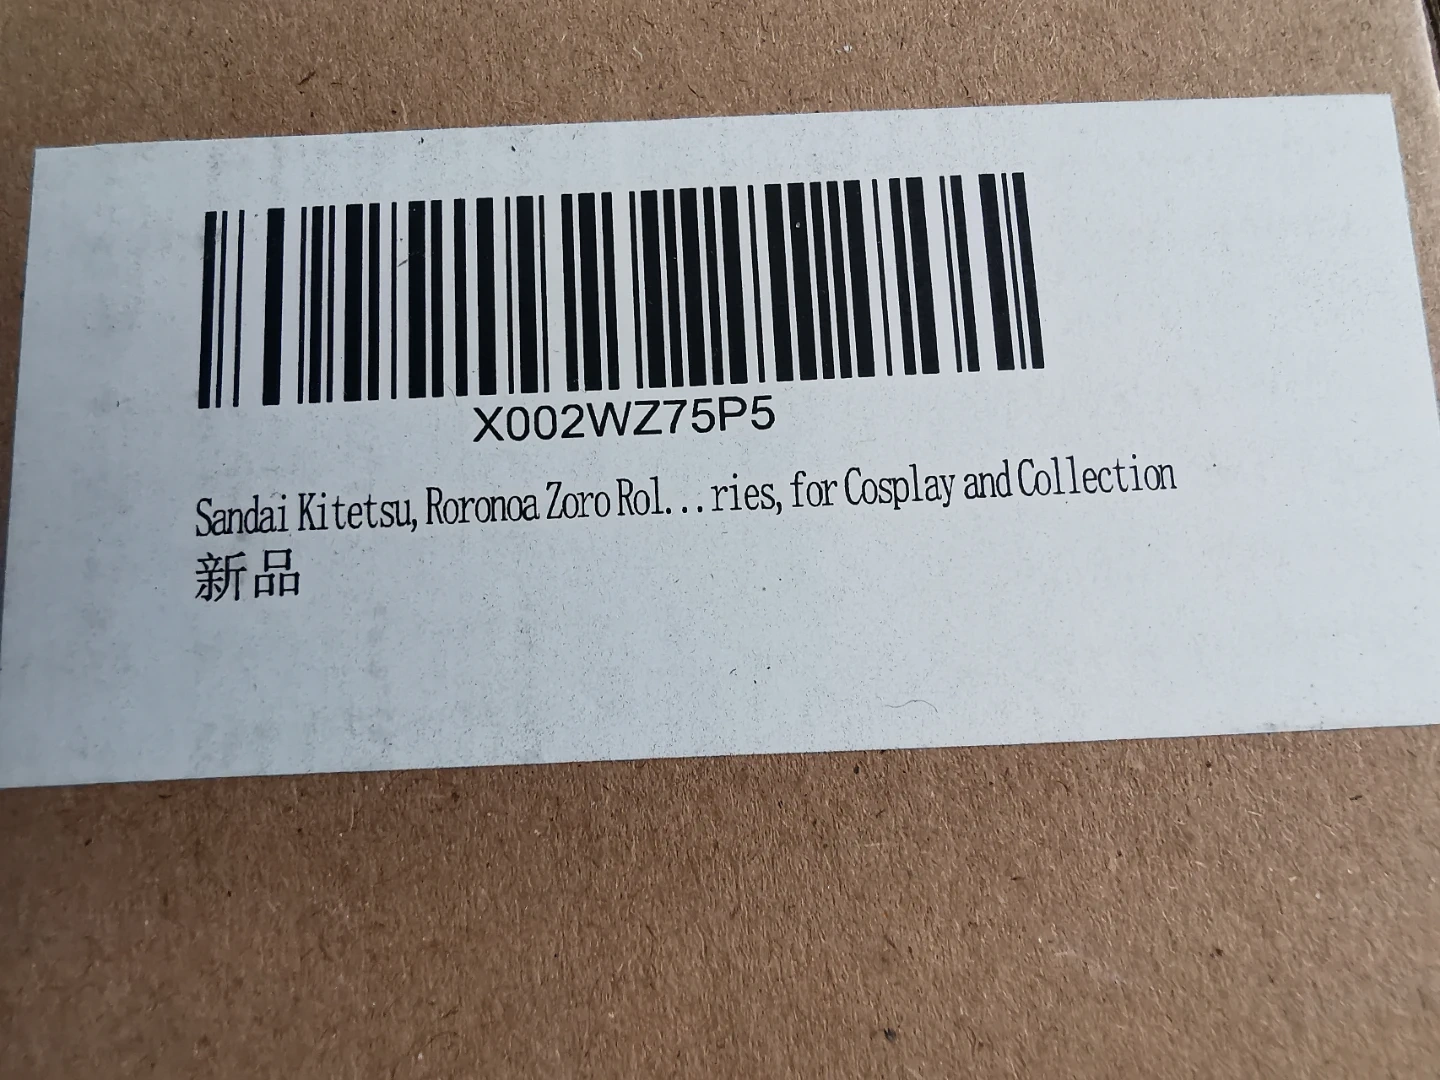 X002WZ75P5
Sandai Kitetsu, Roronoa Zoro Rol...ries, for Cosplay and Collection
新品